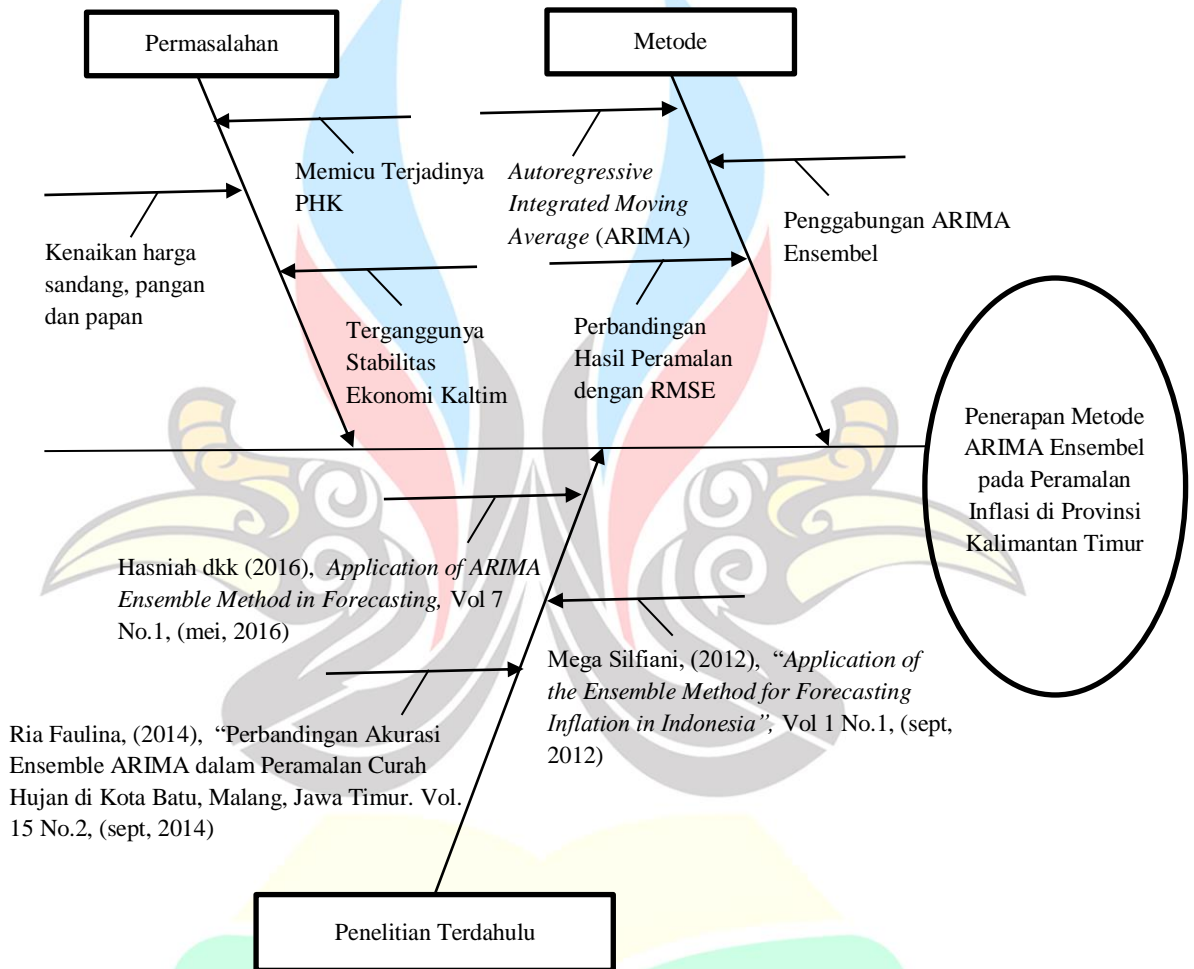 Permasalahan
Metode
Memicu Terjadinya
PHK
Kenaikan harga
sandang, pangan
dan papan
Terganggunya
Stabilitas
Ekonomi Kaltim
Autoregressive
Integrated Moving
Average (ARIMA)
Penggabungan ARIMA
Ensembel
Perbandingan
Hasil Peramalan
dengan RMSE
Penerapan Metode
ARIMA Ensembel
pada Peramalan
Inflasi di Provinsi
Kalimantan Timur
Hasniah dkk (2016), Application of ARIMA
Ensemble Method in Forecasting, Vol 7
No.1, (mei, 2016)
Mega Silfiani, (2012), “Application of
the Ensemble Method for Forecasting
Inflation in Indonesia”, Vol 1 No.1, (sept,
2012)
Ria Faulina, (2014), “Perbandingan Akurasi
Ensemble ARIMA dalam Peramalan Curah
Hujan di Kota Batu, Malang, Jawa Timur. Vol.
15 No.2, (sept, 2014)
Penelitian Terdahulu